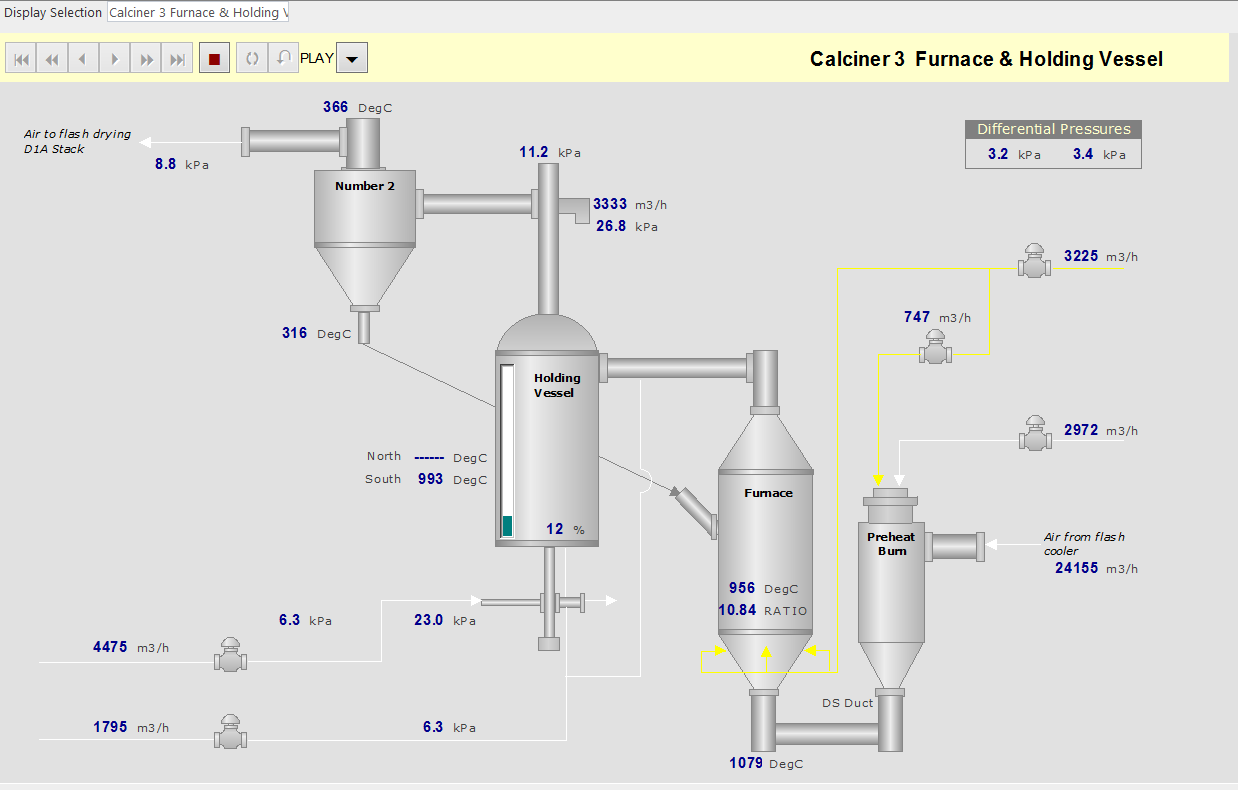 Display Selection Calciner 3 Furnace & Holding
PLAY
Calciner 3 Furnace & Holding Vessel
366 DegC
Air to flash drying
D1A Stack
8.8 kPa
Number 2
11.2 kPa
Differential Pressures
3.2 kPa 3.4 kPa
3333 m3/h
26.8 kPa
3225 m3/h
747 m3/h
316 DegC
Holding
Vessel
2972 m3/h
North ------ DegC
South 993 DegC
12 %
Furnace
Preheat
Burn
Air from flash
cooler
24155 m3/h
956 DegC
10.84 RATIO
6.3 kPa
23.0 kPa
4475 m3/h
DS Duct
1795 m3/h
6.3 kPa
1079 DegC